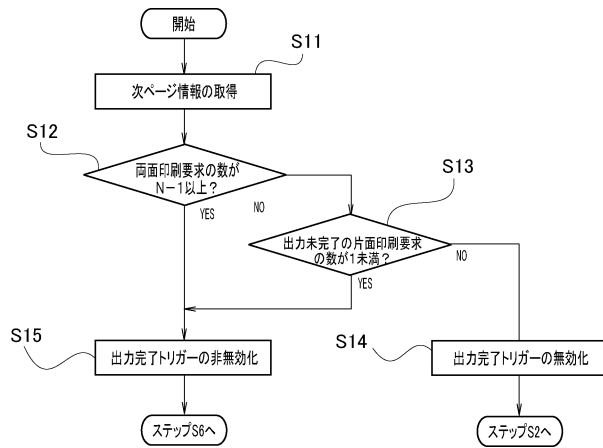 開始
S11
次ページ情報の取得
S12
両面印刷要求の数が
N−1以上？
YES
NO
S13
出力未完了の片面印刷要求
の数が1未満？
YES
NO
S15
出力完了トリガーの非無効化
S14
出力完了トリガーの無効化
ステップS6へ
ステップS2へ